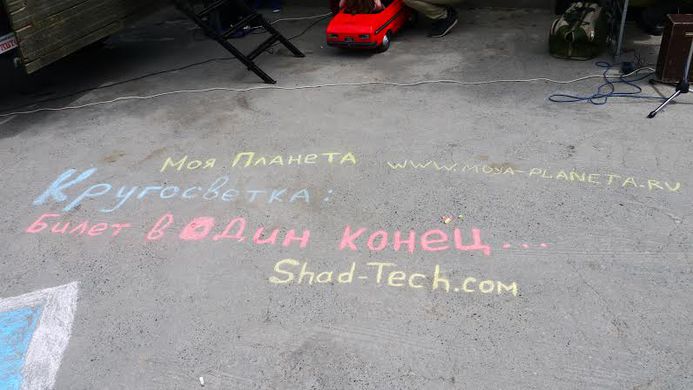 Моя Планета www.moya-planeta.ru
Кругосветка:
Билет в один конец...
Shad-Tech.com